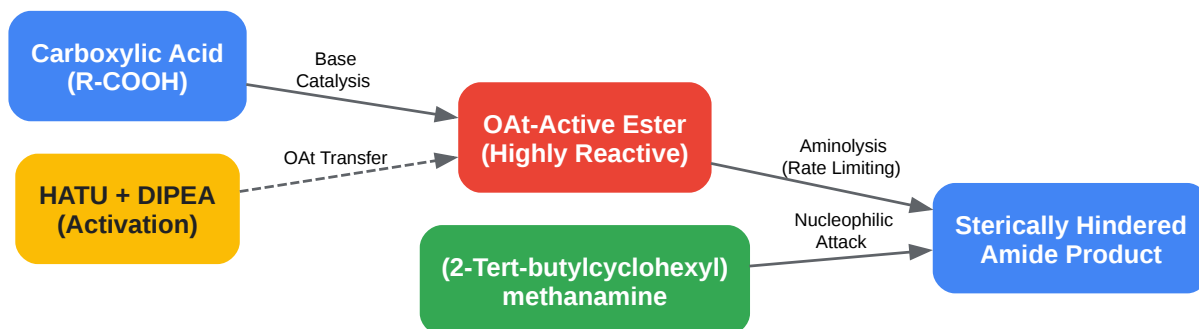 Carboxylic Acid
(R-COOH)
Base
Catalysis
OAt-Active Ester
(Highly Reactive)
HATU + DIPEA
(Activation)
OAt Transfer
Aminolysis
(Rate Limiting)
(2-Tert-butylcyclohexyl)
methanamine
Nucleophilic
Attack
Sterically Hindered
Amide Product